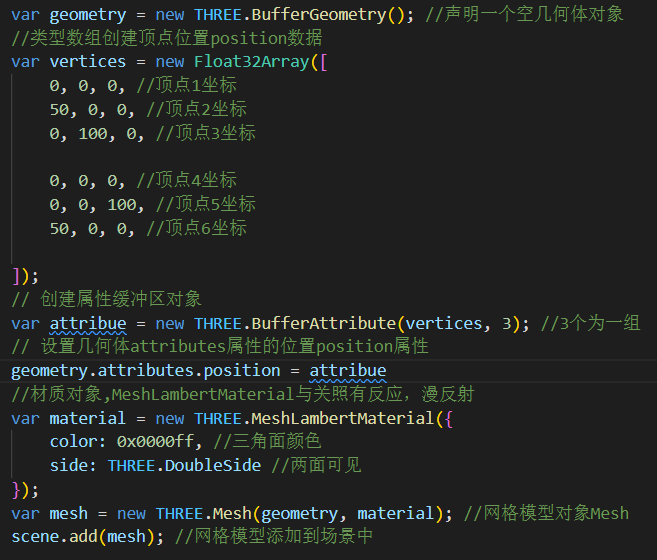 var geometry = new THREE.BufferGeometry(); //声明一个空几何体对象
//类型数组创建顶点位置position数据
var vertices = new Float32Array([
    0, 0, 0, //顶点1坐标
    50, 0, 0, //顶点2坐标
    0, 100, 0, //顶点3坐标

    0, 0, 0, //顶点4坐标
    0, 0, 100, //顶点5坐标
    50, 0, 0, //顶点6坐标

]);
// 创建属性缓冲区对象
var attribue = new THREE.BufferAttribute(vertices, 3); //3个为一组
// 设置几何体attributes属性的位置position属性
geometry.attributes.position = attribue
//材质对象,MeshLambertMaterial与关照有反应，漫反射
var material = new THREE.MeshLambertMaterial({
    color: 0x0000ff, //三角面颜色
    side: THREE.DoubleSide //两面可见
});
var mesh = new THREE.Mesh(geometry, material); //网格模型对象Mesh
scene.add(mesh); //网格模型添加到场景中